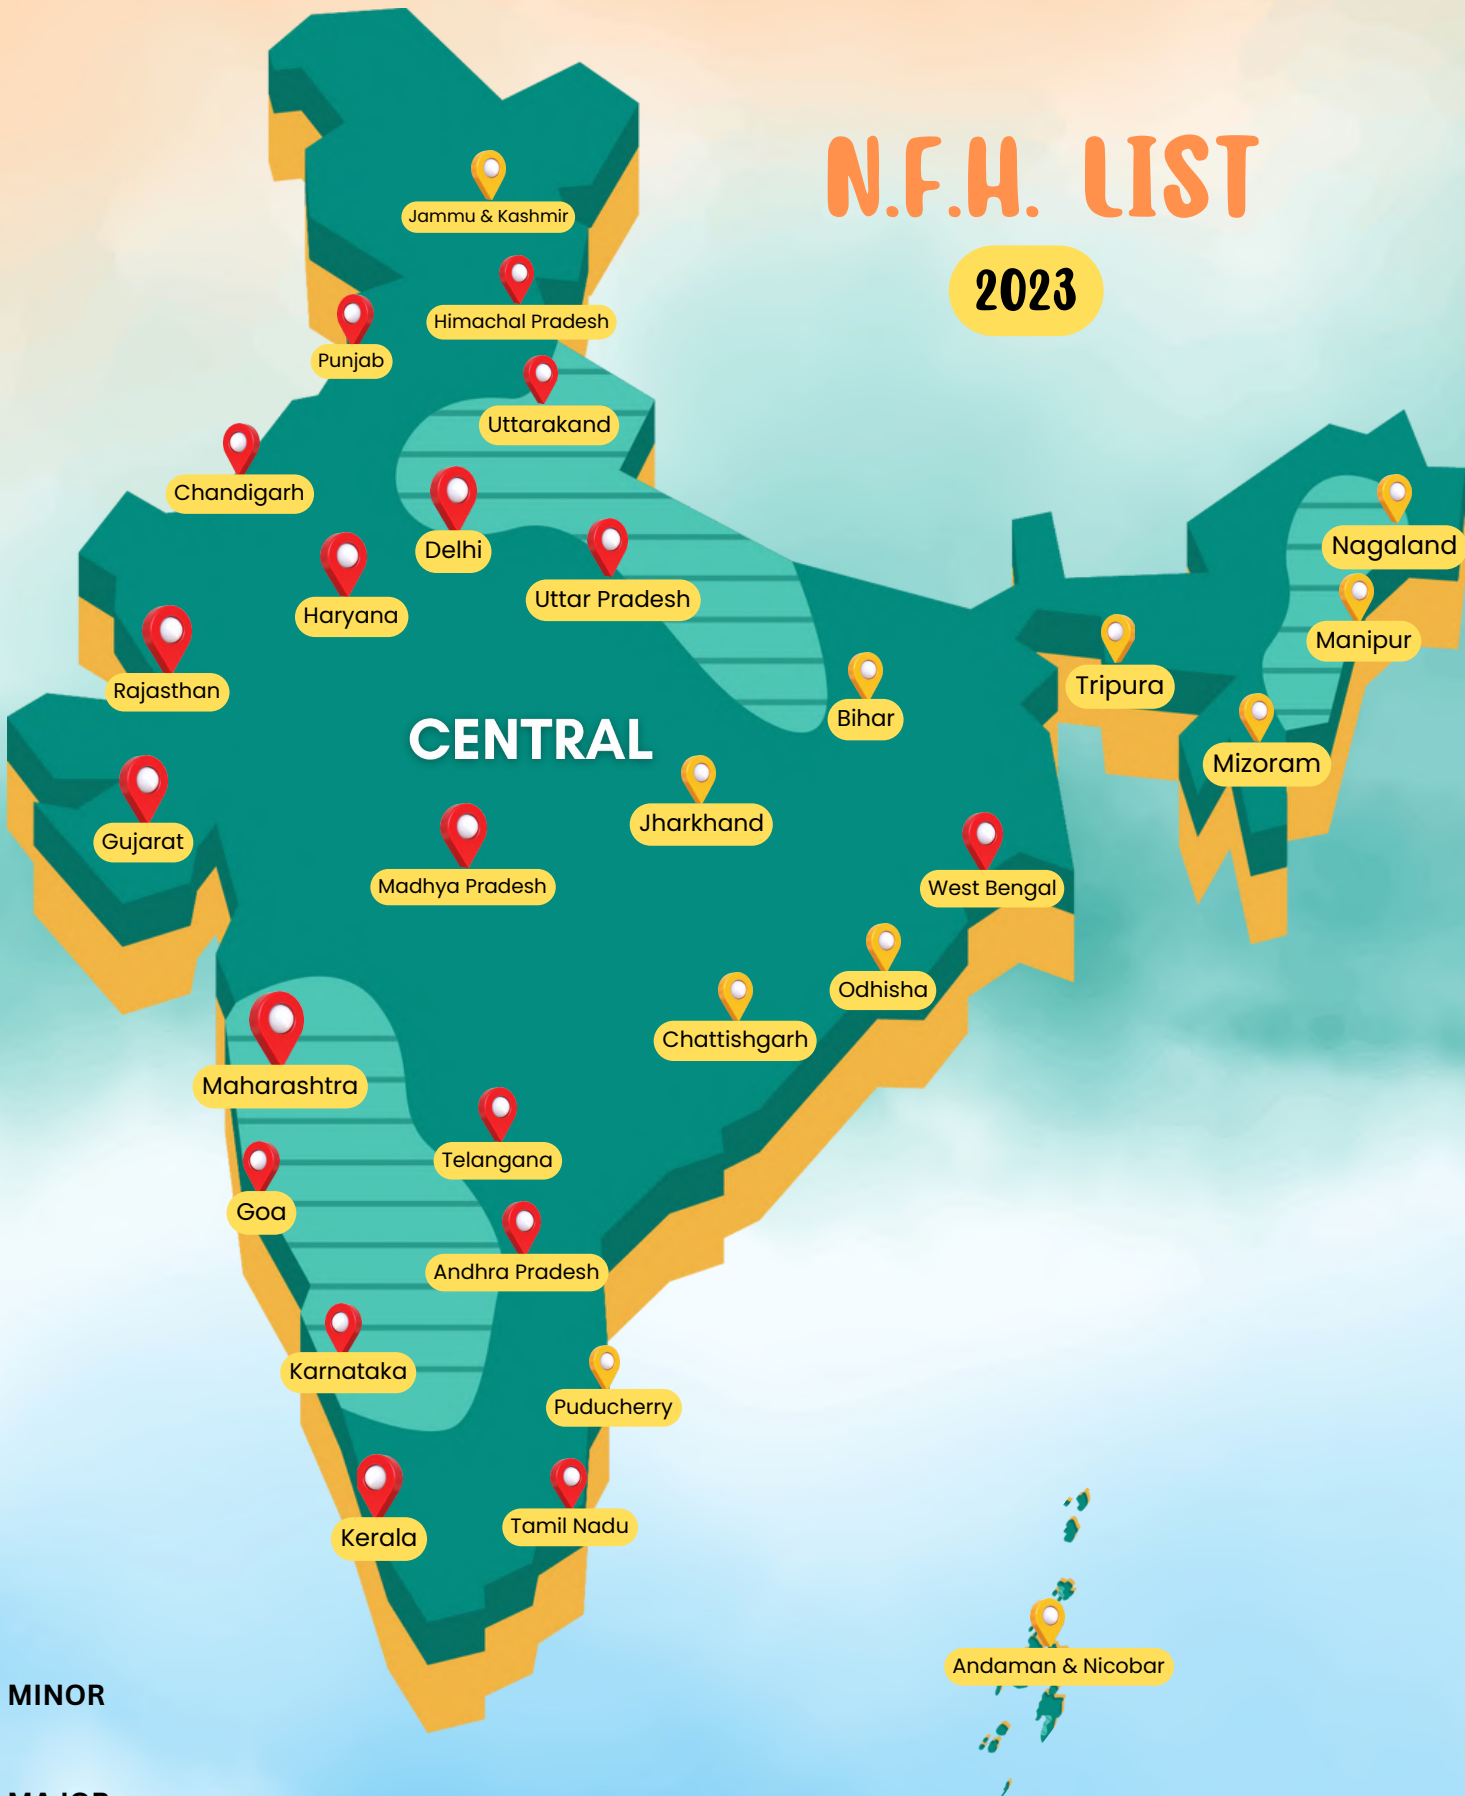 N.F.H. LIST
2023
Jammu & Kashmir
Himachal Pradesh
Punjab
Uttarakand
Chandigarh
Delhi
Nagaland
Uttar Pradesh
Haryana
Manipur
Tripura
Rajasthan
Bihar
CENTRAL
Mizoram
Jharkhand
Gujarat
Madhya Pradesh
West Bengal
Odhisha
Chattishgarh
Maharashtra
Telangana
Goa
Andhra Pradesh
Karnataka
Puducherry
Tamil Nadu
Kerala
Andaman & Nicobar
MINOR
MAJOR